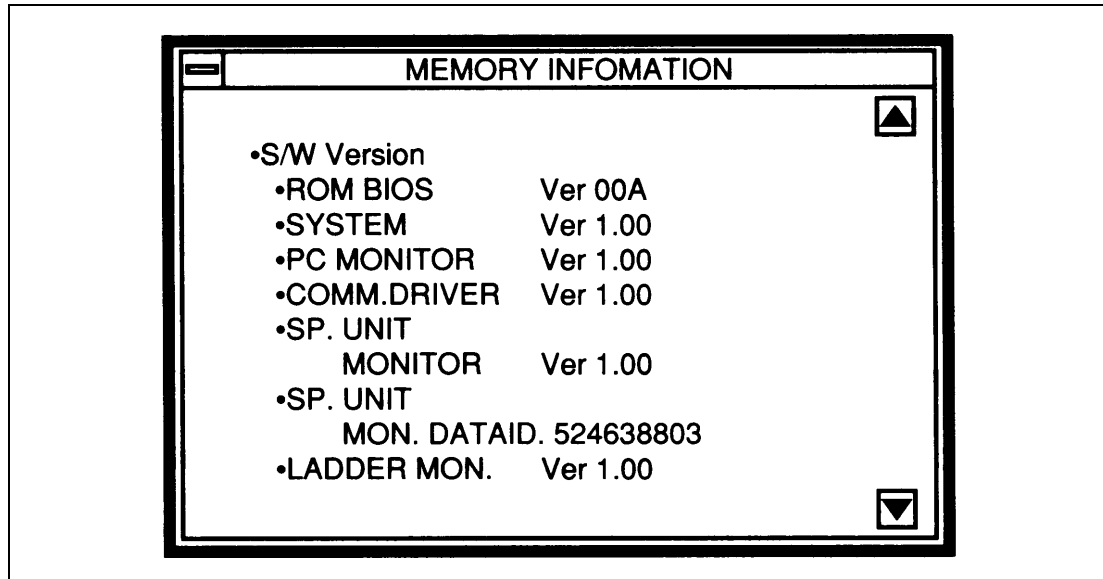 MEMORY INFOMATION
•S/W Version
•ROM BIOS Ver 00A
•SYSTEM Ver 1.00
•PC MONITOR Ver 1.00
•COMM.DRIVER Ver 1.00
•SP. UNIT
MONITOR Ver 1.00
•SP. UNIT
MON. DATAID. 524638803
•LADDER MON. Ver 1.00